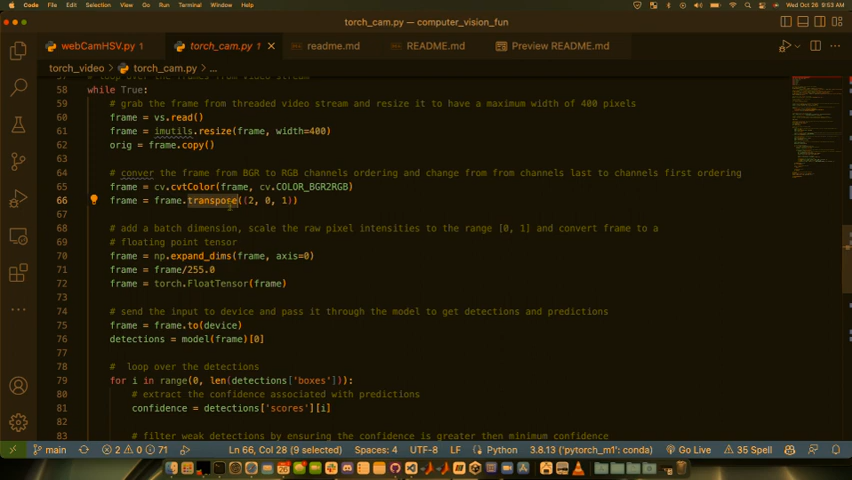 Code File Edit Selection View Go Run Terminal Window Help Wed Oct 26 9:53 AM
torch_cam.py — computer_vision_fun
webCamHSV.py 1 torch_cam.py 1 readme.md README.md Preview README.md
torch_video > torch_cam.py > ...
57 # loop over the frames from video stream
58 while True:
59 # grab the frame from threaded video stream and resize it to have a maximum width of 400 pixels
60 frame = vs.read()
61 frame = imutils.resize(frame, width=400)
62 orig = frame.copy()
63
64 # conver the frame from BGR to RGB channels ordering and change from from channels last to channels first ordering
65 frame = cv.cvtColor(frame, cv.COLOR_BGR2RGB)
66 frame = frame.transpose((2, 0, 1))
67
68 # add a batch dimension, scale the raw pixel intensities to the range [0, 1] and convert frame to a
69 # floating point tensor
70 frame = np.expand_dims(frame, axis=0)
71 frame = frame/255.0
72 frame = torch.FloatTensor(frame)
73
74 # send the input to device and pass it through the model to get detections and predictions
75 frame = frame.to(device)
76 detections = model(frame)[0]
77
78 # loop over the detections
79 for i in range(0, len(detections['boxes'])):
80 # extract the confidence associated with predictions
81 confidence = detections['scores'][i]
82
83 # filter weak detections by ensuring the confidence is greater then minimum confidence
main 2 0 71 Ln 66, Col 28 (9 selected) Spaces: 4 UTF-8 LF Python 3.8.13 ('pytorch_m1': conda) Go Live 35 Spell